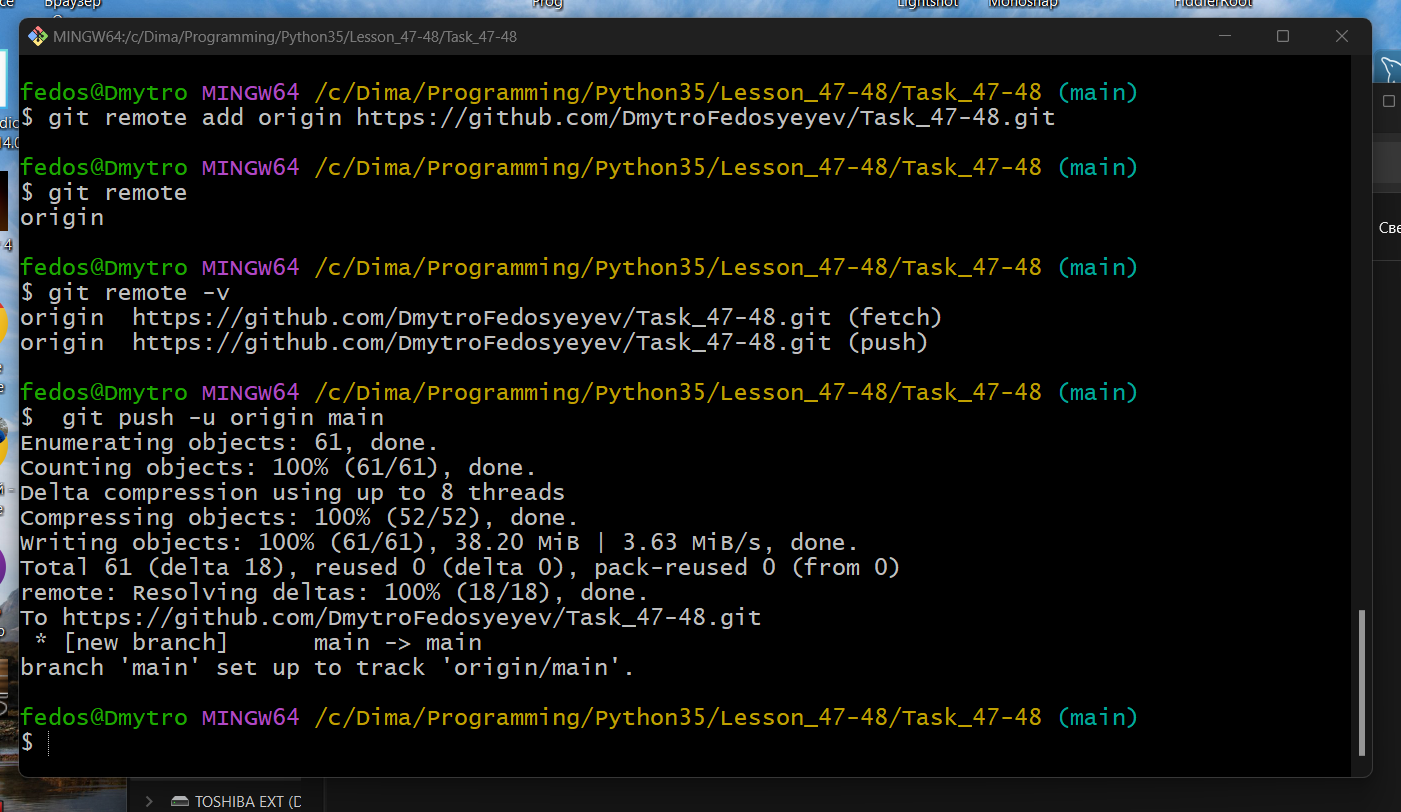 Браузер
Prog
Lightshot
Monosnap
FiddlerRoot
MINGW64:/c/Dima/Programming/Python35/Lesson_47-48/Task_47-48
fedos@Dmytro MINGW64 /c/Dima/Programming/Python35/Lesson_47-48/Task_47-48 (main)
$ git remote add origin https://github.com/DmytroFedosyeyev/Task_47-48.git
fedos@Dmytro MINGW64 /c/Dima/Programming/Python35/Lesson_47-48/Task_47-48 (main)
$ git remote
origin
fedos@Dmytro MINGW64 /c/Dima/Programming/Python35/Lesson_47-48/Task_47-48 (main)
$ git remote -v
origin  https://github.com/DmytroFedosyeyev/Task_47-48.git (fetch)
origin  https://github.com/DmytroFedosyeyev/Task_47-48.git (push)
fedos@Dmytro MINGW64 /c/Dima/Programming/Python35/Lesson_47-48/Task_47-48 (main)
$  git push -u origin main
Enumerating objects: 61, done.
Counting objects: 100% (61/61), done.
Delta compression using up to 8 threads
Compressing objects: 100% (52/52), done.
Writing objects: 100% (61/61), 38.20 MiB | 3.63 MiB/s, done.
Total 61 (delta 18), reused 0 (delta 0), pack-reused 0 (from 0)
remote: Resolving deltas: 100% (18/18), done.
To https://github.com/DmytroFedosyeyev/Task_47-48.git
 * [new branch]      main -> main
branch 'main' set up to track 'origin/main'.
fedos@Dmytro MINGW64 /c/Dima/Programming/Python35/Lesson_47-48/Task_47-48 (main)
$
TOSHIBA EXT (D